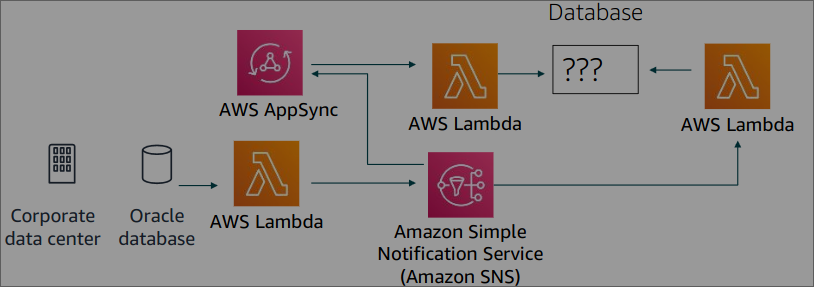 Database
???
AWS AppSync
AWS Lambda
AWS Lambda
Corporate
data center
Oracle
database
AWS Lambda
Amazon Simple
Notification Service
(Amazon SNS)